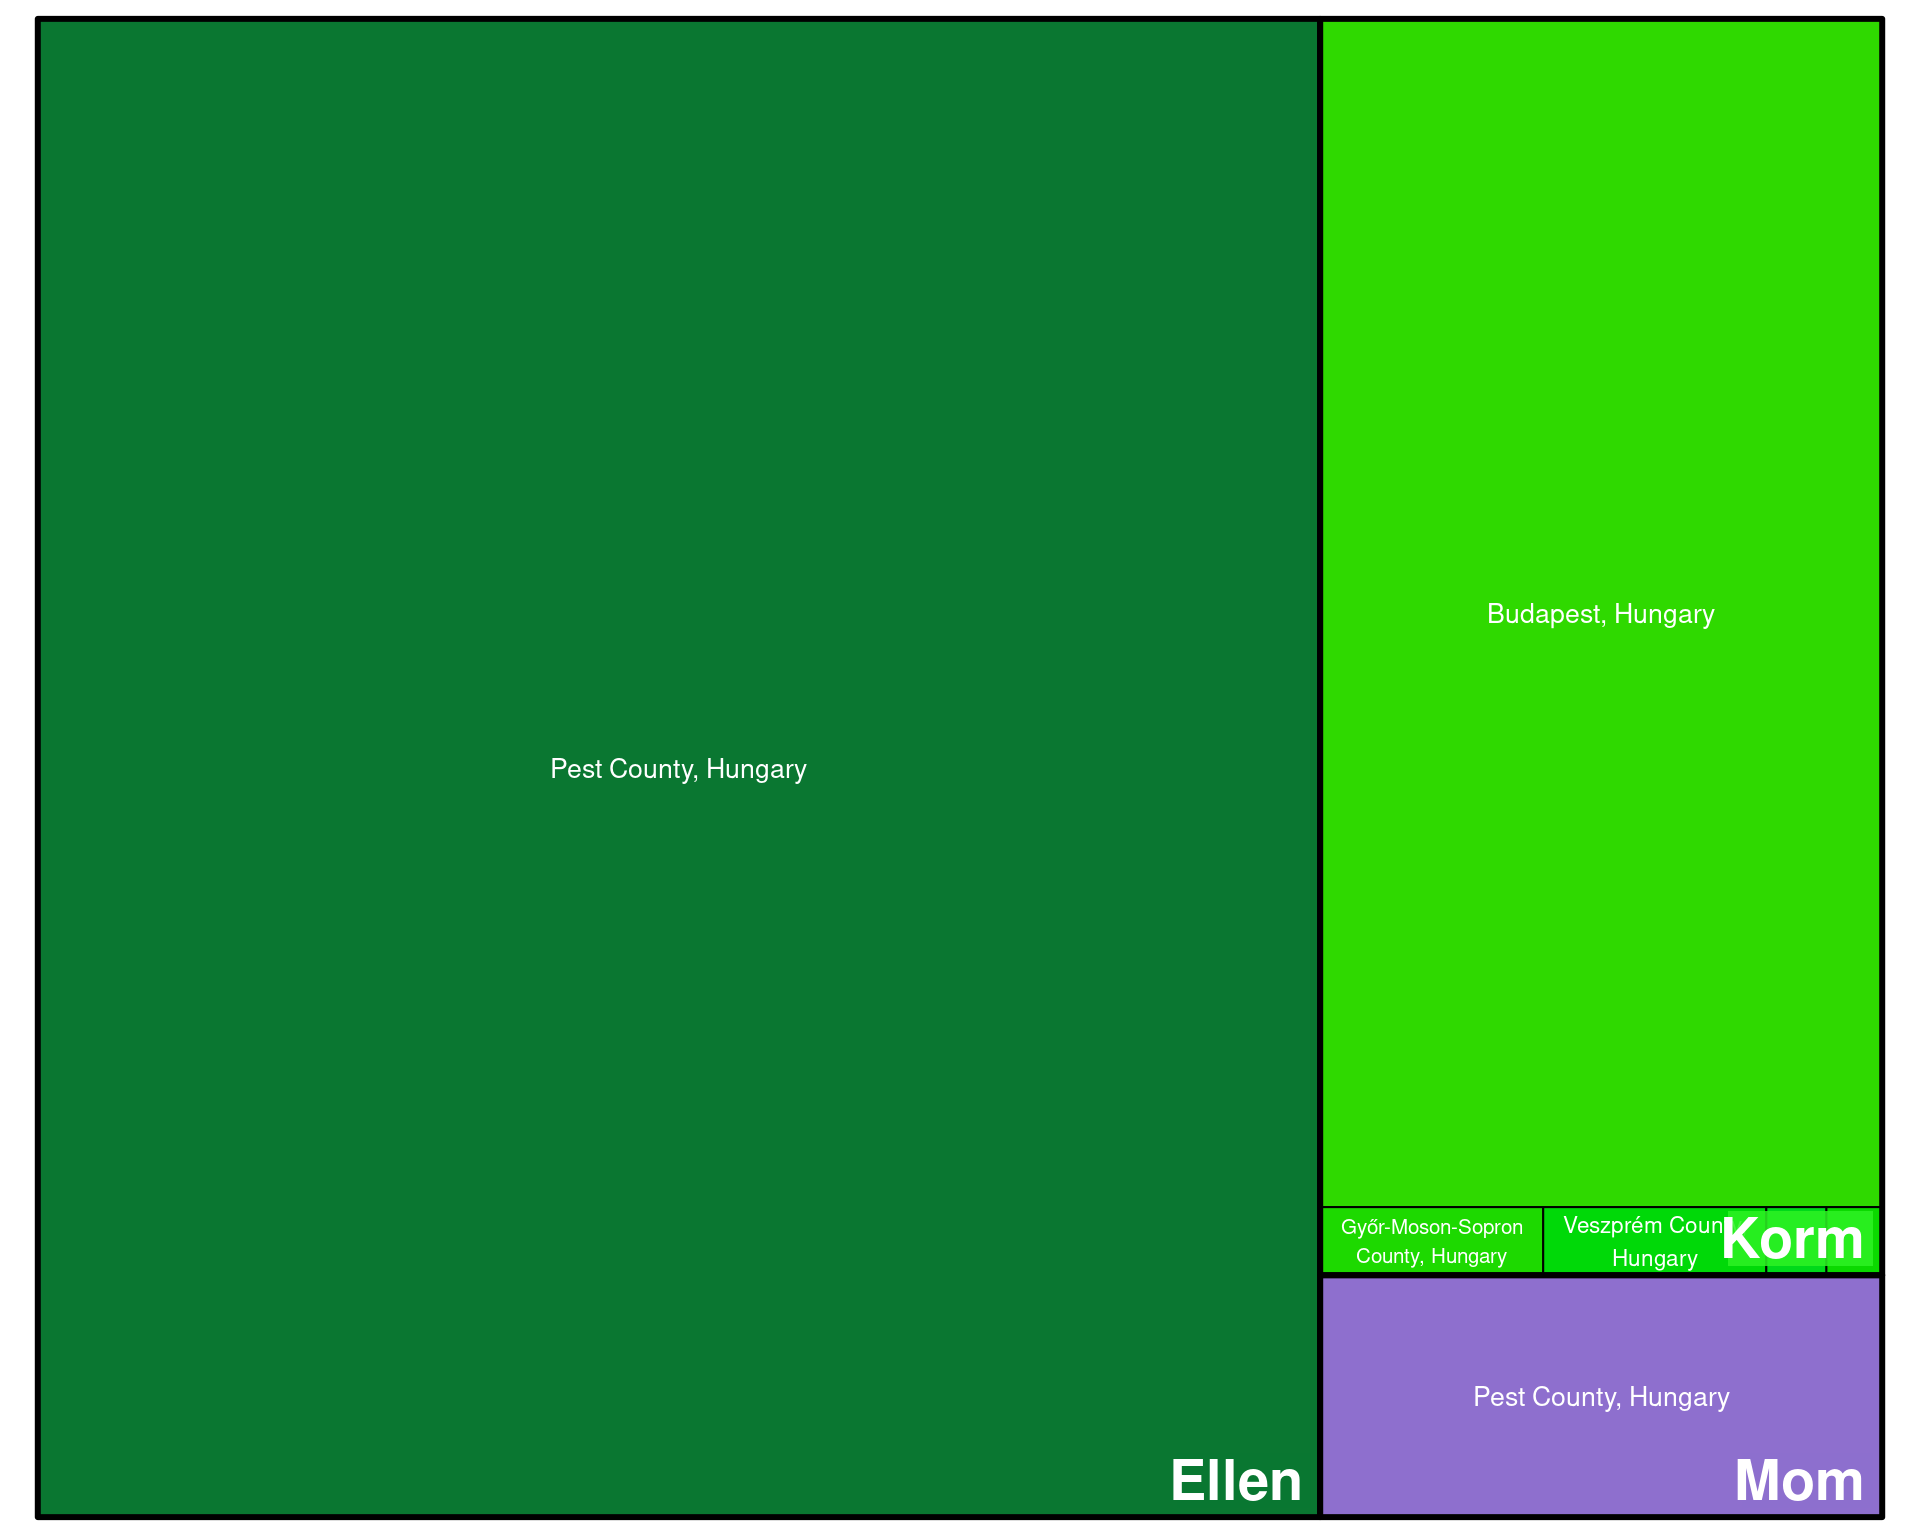 Pest County, Hungary
Ellen
Budapest, Hungary
Győr-Moson-Sopron
County, Hungary
Veszprém Coun
Hungary
Korm
Pest County, Hungary
Mom